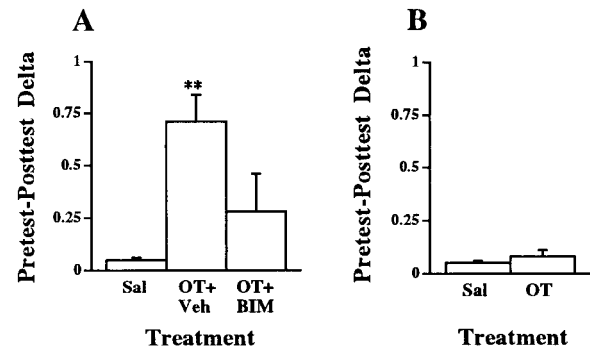 A
Pretest-Posttest Delta
1
0.75
0.5
0.25
0
**
Sal
OT+
Veh
OT+
BIM
Treatment
B
Pretest-Posttest Delta
1
0.75
0.5
0.25
0
Sal
OT
Treatment